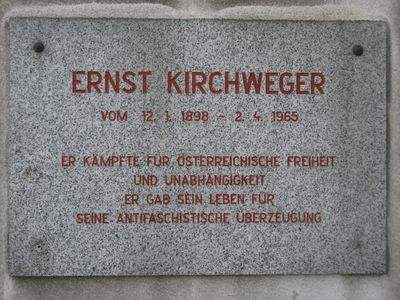 ERNST KIRCHWEGER
VOM 12. 1. 1898 – 2. 4. 1965
ER KÄMPFTE FÜR ÖSTERREICHISCHE FREIHEIT
UND UNABHÄNGIGKEIT
ER GAB SEIN LEBEN FÜR
SEINE ANTIFASCHISTISCHE ÜBERZEUGUNG